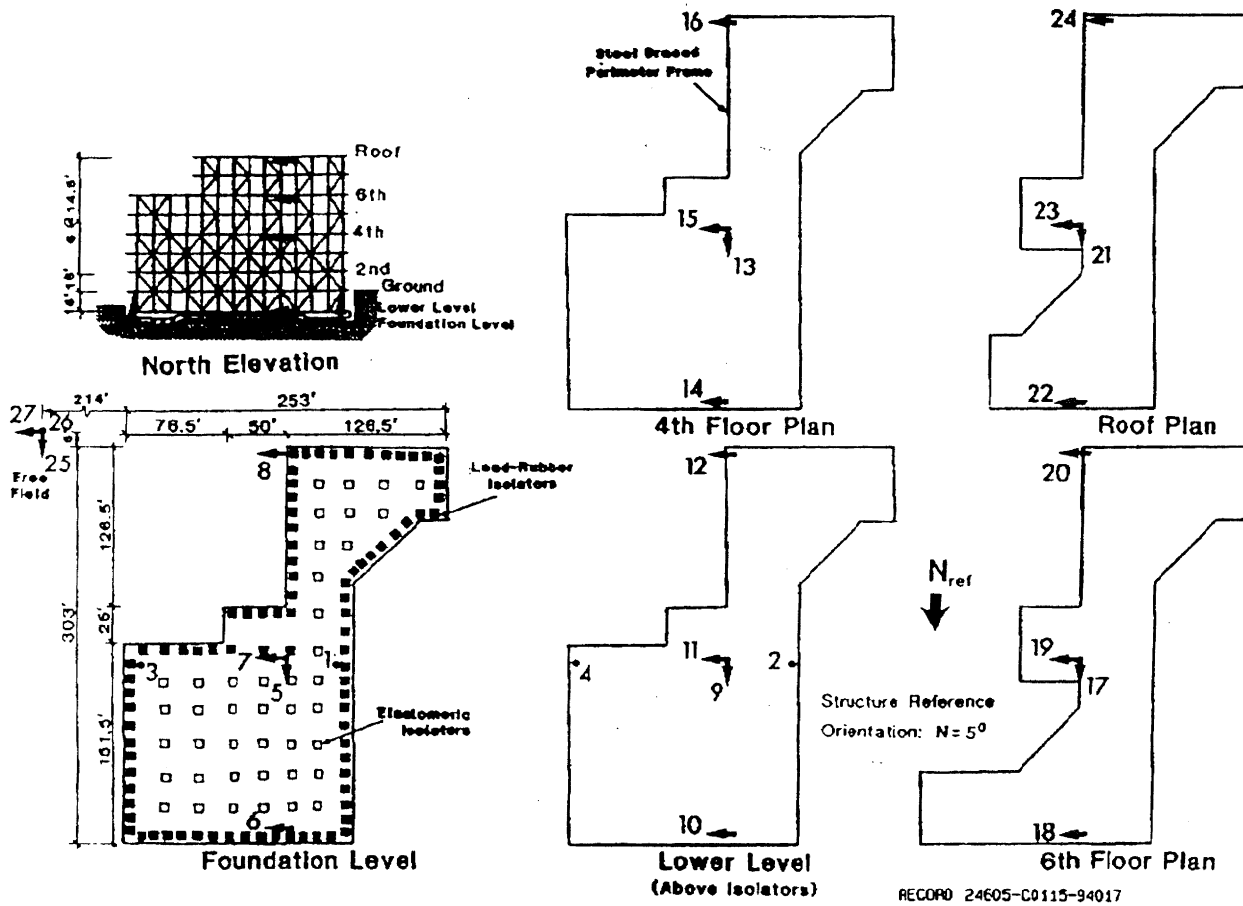 16
24
Steel Braced
Perimeter Frame
Roof
6th
4th
2nd
Ground
Lower Level
Foundation Level
15
13
23
21
North Elevation
14
22
4th Floor Plan
Roof Plan
214'
253'
76.5'
50'
126.5'
27
26
25
Free
Field
8
Lead-Rubber
Isolators
12
20
126.5'
26'
303'
151.5'
N ref
3
7
5
1
4
11
9
2
19
17
Structure Reference
Orientation: N=5°
Elastomeric
Isolators
6
10
18
Foundation Level
Lower Level
(Above Isolators)
6th Floor Plan
RECORD 24605-C0115-94017